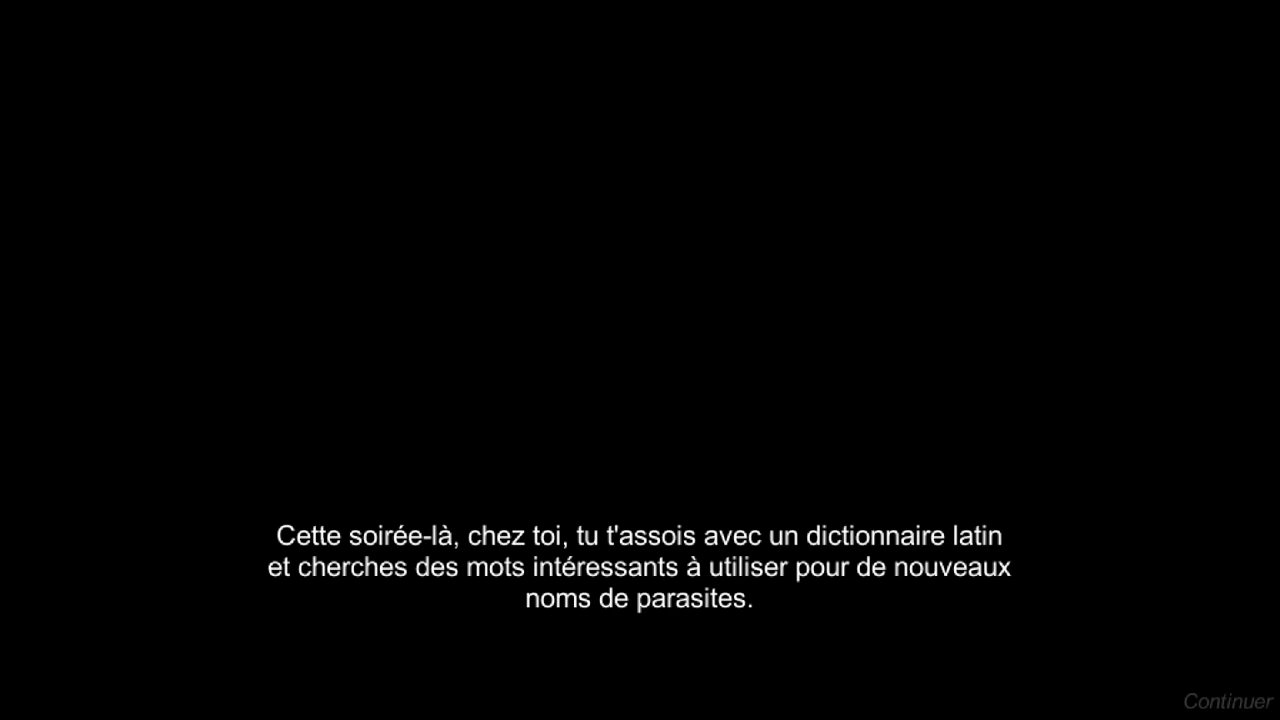 Cette soirée-là, chez toi, tu t'assois avec un dictionnaire latin
et cherches des mots intéressants à utiliser pour de nouveaux
noms de parasites.
Continuer